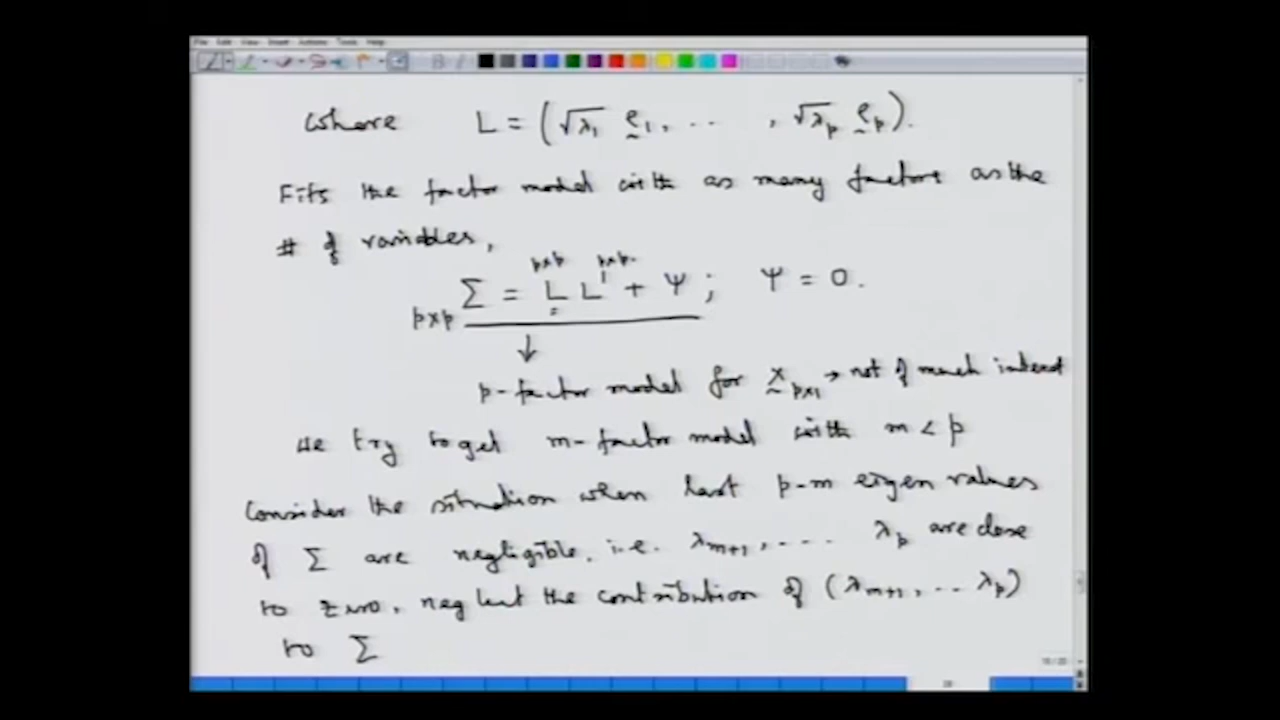 where L = (√λ₁ e₁, .. , √λp ep).
Fits the factor model with as many factors as the
# of variables,
p×p p×p
p×p Σ = L L' + Ψ ; Ψ = 0.
↓
p-factor model for X p×1 → not of much interest
we try to get m-factor model with m < p
Consider the situation when last p-m eigen values
of Σ are negligible. i.e. λm+1, .... λp are close
to zero. neglect the contribution of (λm+1, .. λp)
to Σ